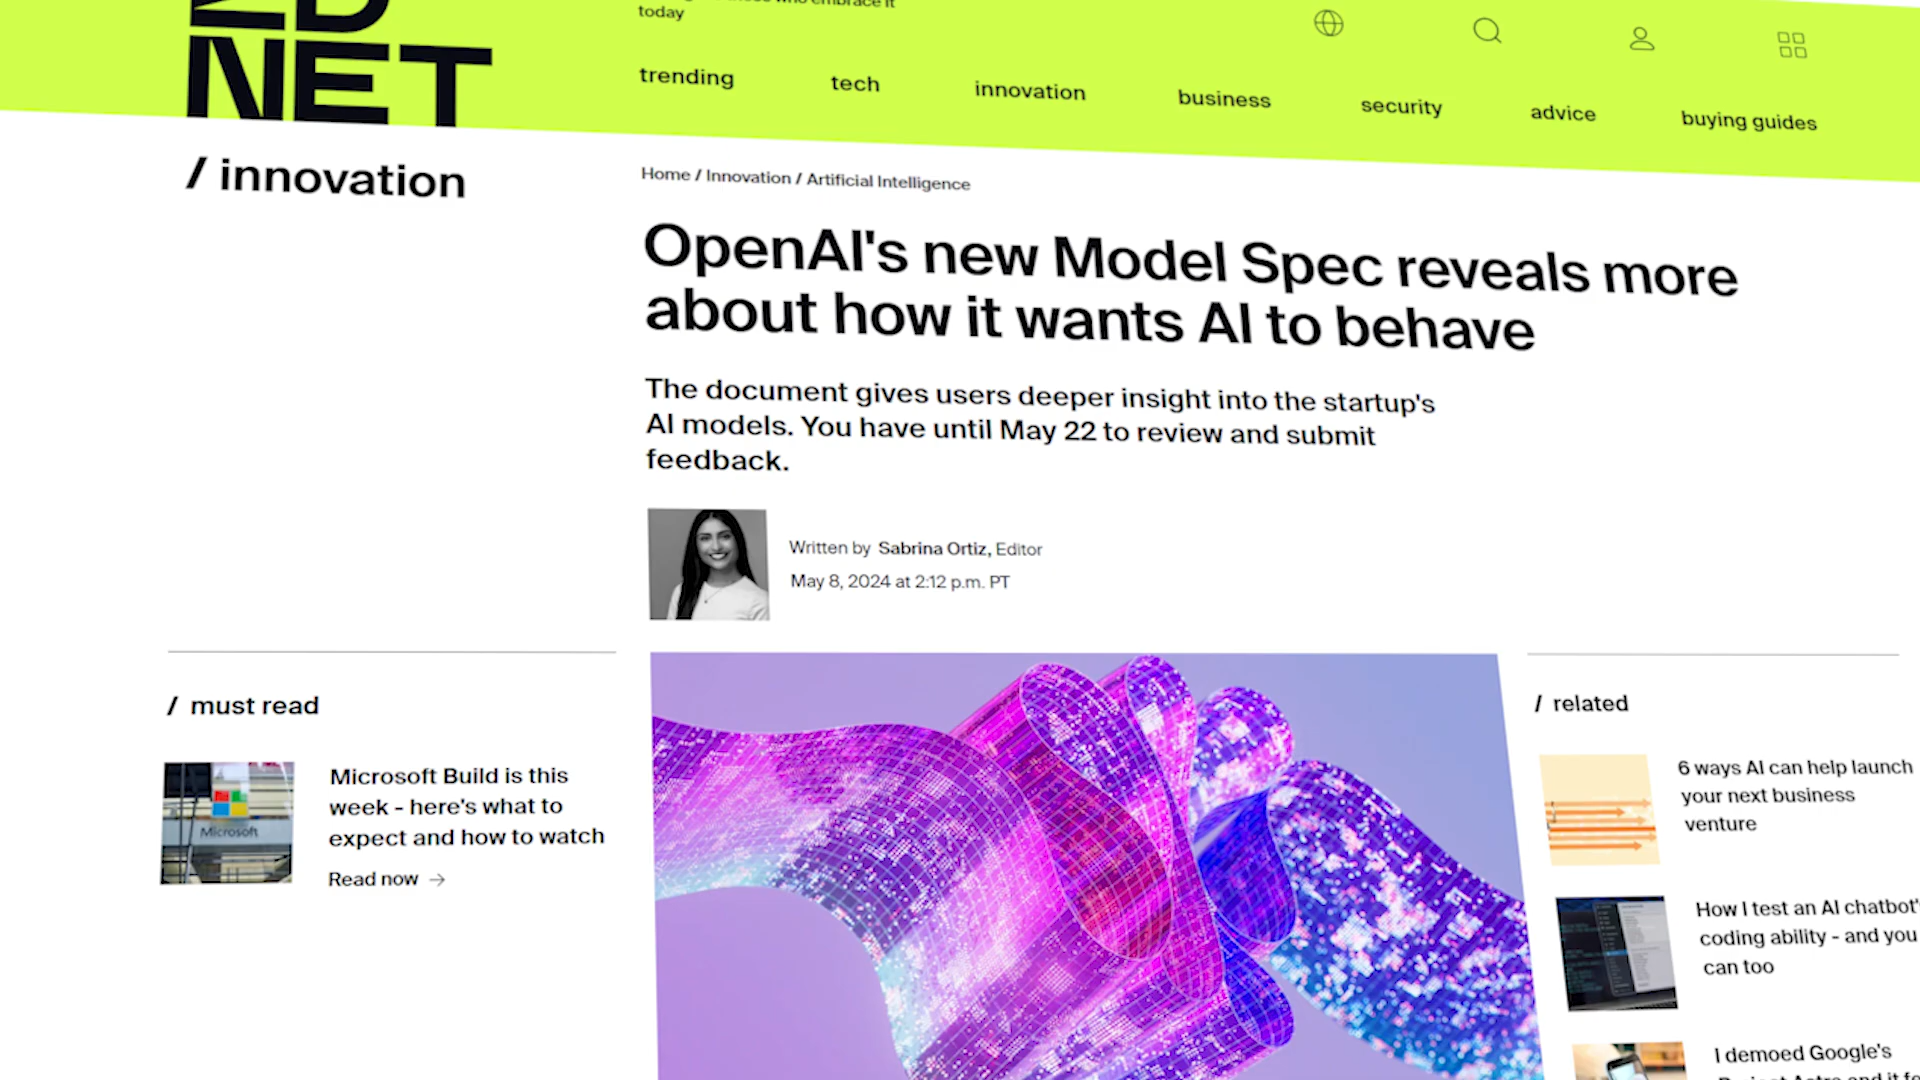 ZD
NET
today
trending
tech
innovation
business
security
advice
buying guides
/ innovation
Home / Innovation / Artificial Intelligence
OpenAI's new Model Spec reveals more
about how it wants AI to behave
The document gives users deeper insight into the startup's
AI models. You have until May 22 to review and submit
feedback.
Written by Sabrina Ortiz, Editor
May 8, 2024 at 2:12 p.m. PT
/ must read
Microsoft
Microsoft Build is this
week - here's what to
expect and how to watch
Read now →
/ related
6 ways AI can help launch
your next business
venture
How I test an AI chatbot's
coding ability - and you
can too
I demoed Google's